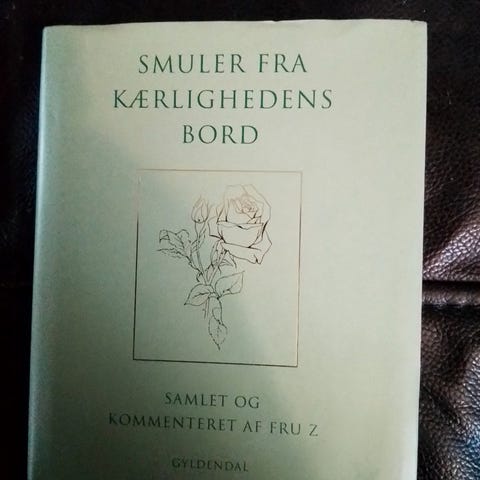 SMULER FRA
KÆRLIGHEDENS
BORD
SAMLET OG
KOMMENTERET AF FRU Z
GYLDENDAL